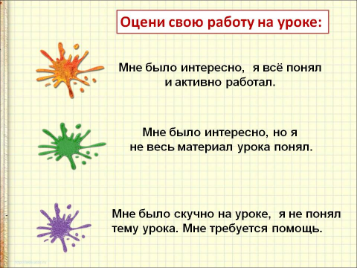 Оцени свою работу на уроке:
Мне было интересно, я всё понял
и активно работал.
Мне было интересно, но я
не весь материал урока понял.
Мне было скучно на уроке, я не понял
тему урока. Мне требуется помощь.